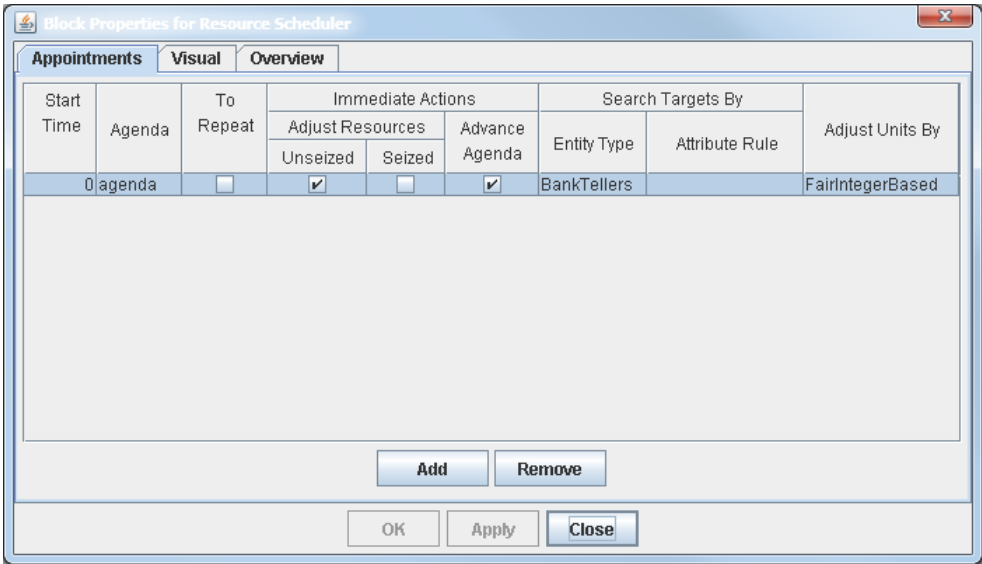 Block Properties for Resource Scheduler
Appointments Visual Overview
Start Time Agenda To Repeat Immediate Actions Search Targets By Adjust Units By
Adjust Resources Advance Agenda Entity Type Attribute Rule
Unseized Seized
0 agenda BankTellers FairIntegerBased
Add Remove
OK Apply Close